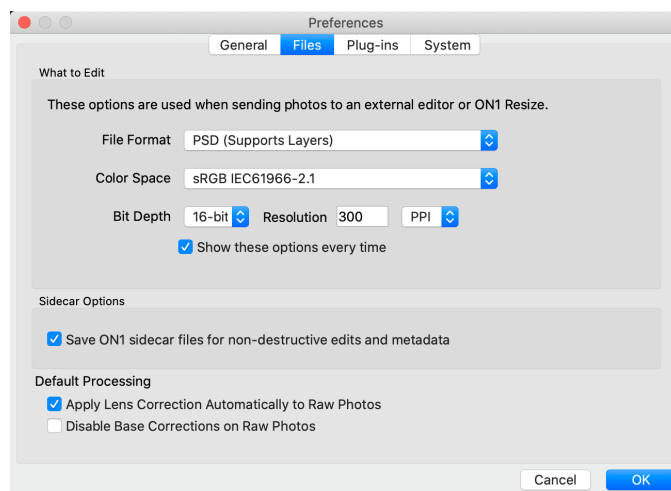 Preferences
General Files Plug-ins System
What to Edit
These options are used when sending photos to an external editor or ON1 Resize.
File Format PSD (Supports Layers)
Color Space sRGB IEC61966-2.1
Bit Depth 16-bit Resolution 300 PPI
Show these options every time
Sidecar Options
Save ON1 sidecar files for non-destructive edits and metadata
Default Processing
Apply Lens Correction Automatically to Raw Photos
Disable Base Corrections on Raw Photos
Cancel OK